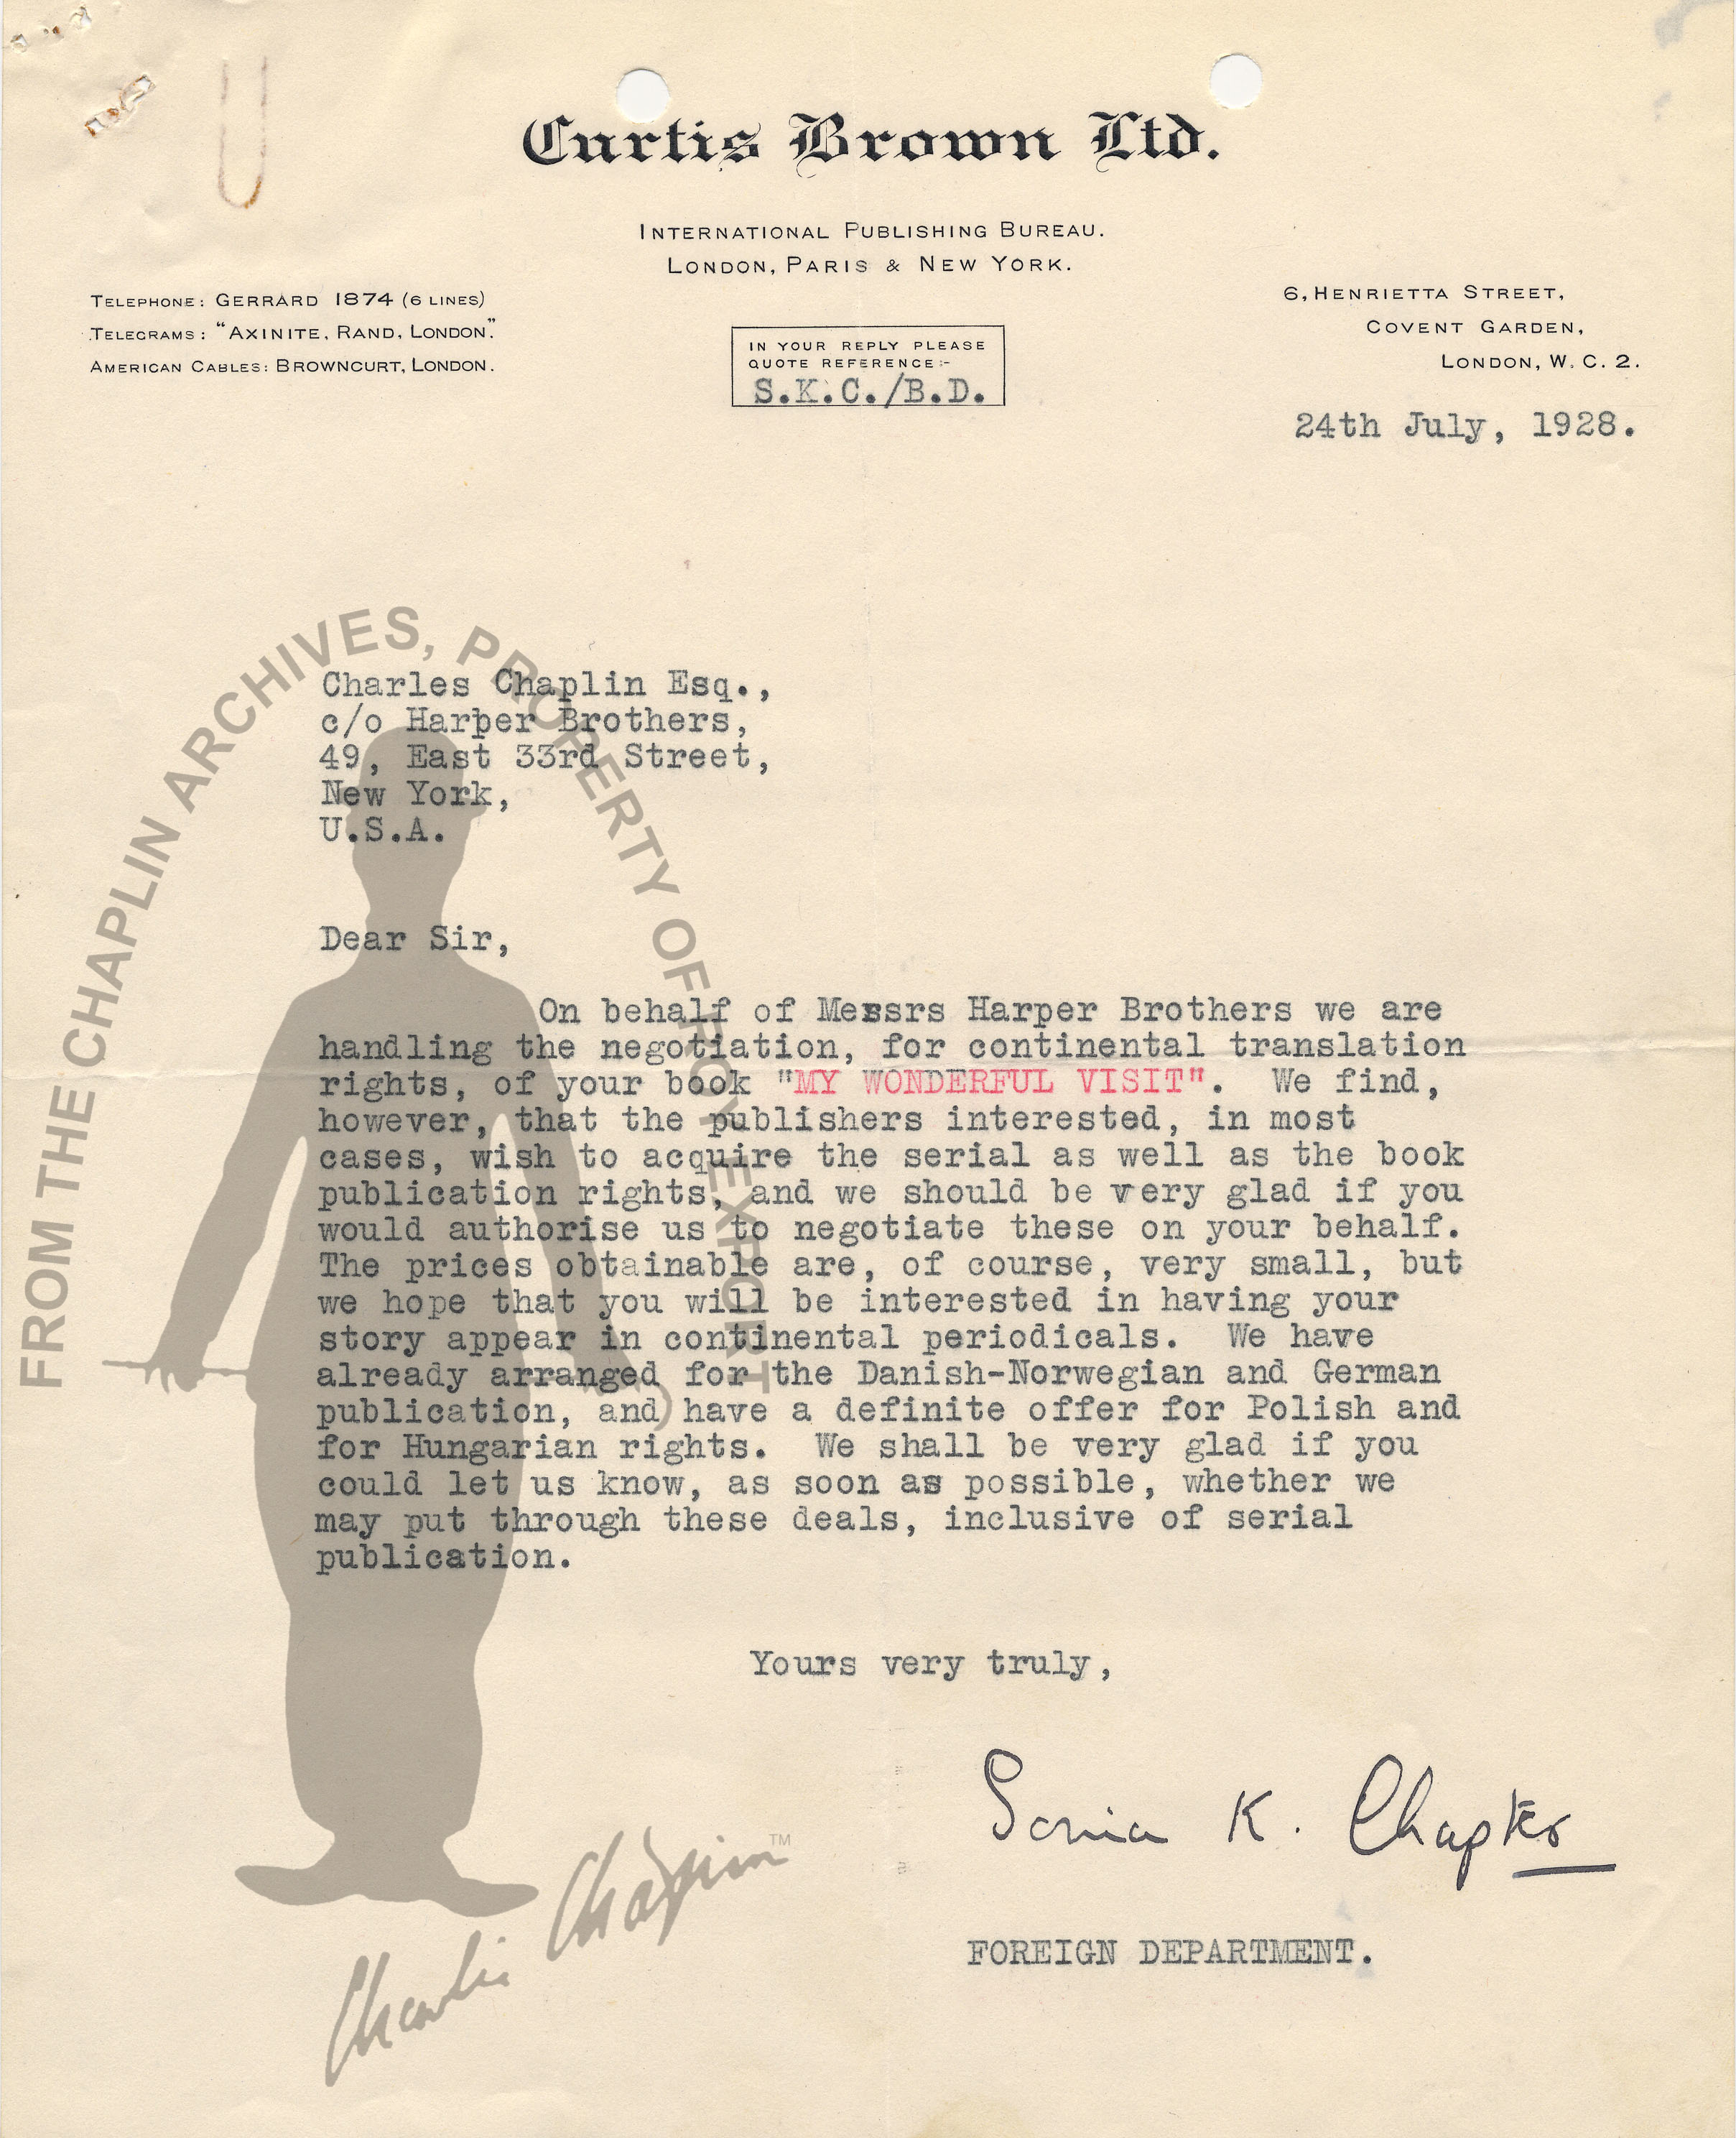 Curtis Brown Ltd.
INTERNATIONAL PUBLISHING BUREAU.
LONDON, PARIS & NEW YORK.
TELEPHONE: GERRARD 1874 (6 LINES)
TELEGRAMS: "AXINITE, RAND, LONDON."
AMERICAN CABLES: BROWNCURT, LONDON.
IN YOUR REPLY PLEASE
QUOTE REFERENCE:-
S.K.C./B.D.
6, HENRIETTA STREET,
COVENT GARDEN,
LONDON, W.C. 2.
24th July, 1928.
Charles Chaplin Esq.,
c/o Harper Brothers,
49, East 33rd Street,
New York,
U.S.A.
Dear Sir,
On behalf of Messrs Harper Brothers we are
handling the negotiation, for continental translation
rights, of your book "MY WONDERFUL VISIT". We find,
however, that the publishers interested, in most
cases, wish to acquire the serial as well as the book
publication rights, and we should be very glad if you
would authorise us to negotiate these on your behalf.
The prices obtainable are, of course, very small, but
we hope that you will be interested in having your
story appear in continental periodicals. We have
already arranged for the Danish-Norwegian and German
publication, and have a definite offer for Polish and
for Hungarian rights. We shall be very glad if you
could let us know, as soon as possible, whether we
may put through these deals, inclusive of serial
publication.
Yours very truly,
Sonia K. Chapter
FOREIGN DEPARTMENT.
FROM THE CHAPLIN ARCHIVES, PROPERTY OF ROY EXPORT
Charlie Chaplin™